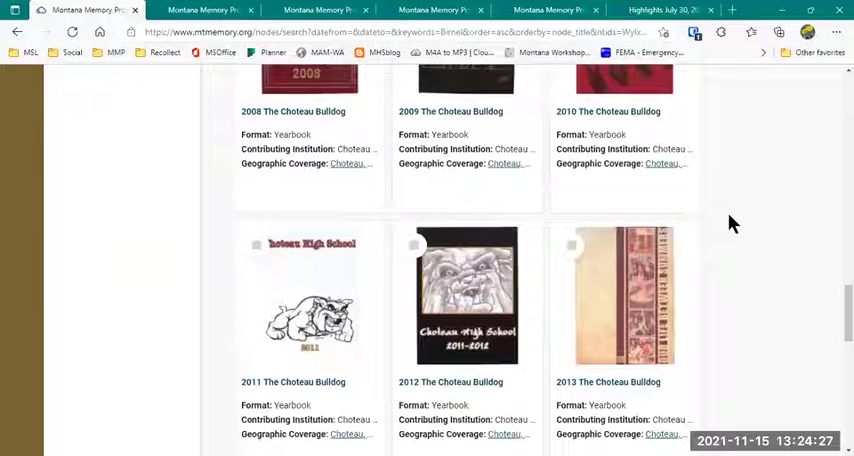 Montana Memory Pro
Montana Memory Pr
Montana Memory Pr
Montana Memory Pro
Montana Memory Pro
Highlights July 30, 20
https://www.mtmemory.org/nodes/search?datefrom=&dateto=&keywords=Birnel&order=asc&orderby=node_title&ntids=Wylx...
MSL
Social
MMP
Recollect
MSOffice
Planner
MAM-WA
MHSblog
M4A to MP3 | Clou...
Montana Workshop...
FEMA - Emergency...
Other favorites
2008
2008 The Choteau Bulldog
2009 The Choteau Bulldog
2010 The Choteau Bulldog
Format: Yearbook
Format: Yearbook
Format: Yearbook
Contributing Institution: Choteau ...
Contributing Institution: Choteau ...
Contributing Institution: Choteau ...
Geographic Coverage: Choteau, ...
Geographic Coverage: Choteau, ...
Geographic Coverage: Choteau, ...
hoteau High School
2011
Choteau High School
2011-2012
2011 The Choteau Bulldog
2012 The Choteau Bulldog
2013 The Choteau Bulldog
Format: Yearbook
Format: Yearbook
Format: Yearbook
Contributing Institution: Choteau ...
Contributing Institution: Choteau ...
Contributing Institution: Choteau ...
Geographic Coverage: Choteau, ...
Geographic Coverage: Choteau, ...
Geographic Coverage: Choteau, ...
2021-11-15 13:24:27